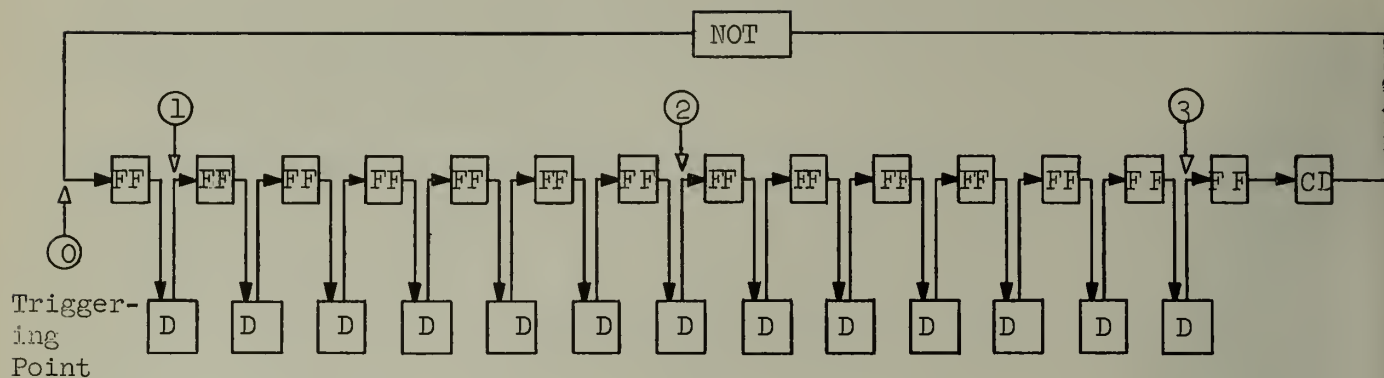 NOT
1 2 3
FF FF FF FF FF FF FF FF FF FF FF FF FF FF CD
0
Trigger-
ing
Point
D D D D D D D D D D D D D